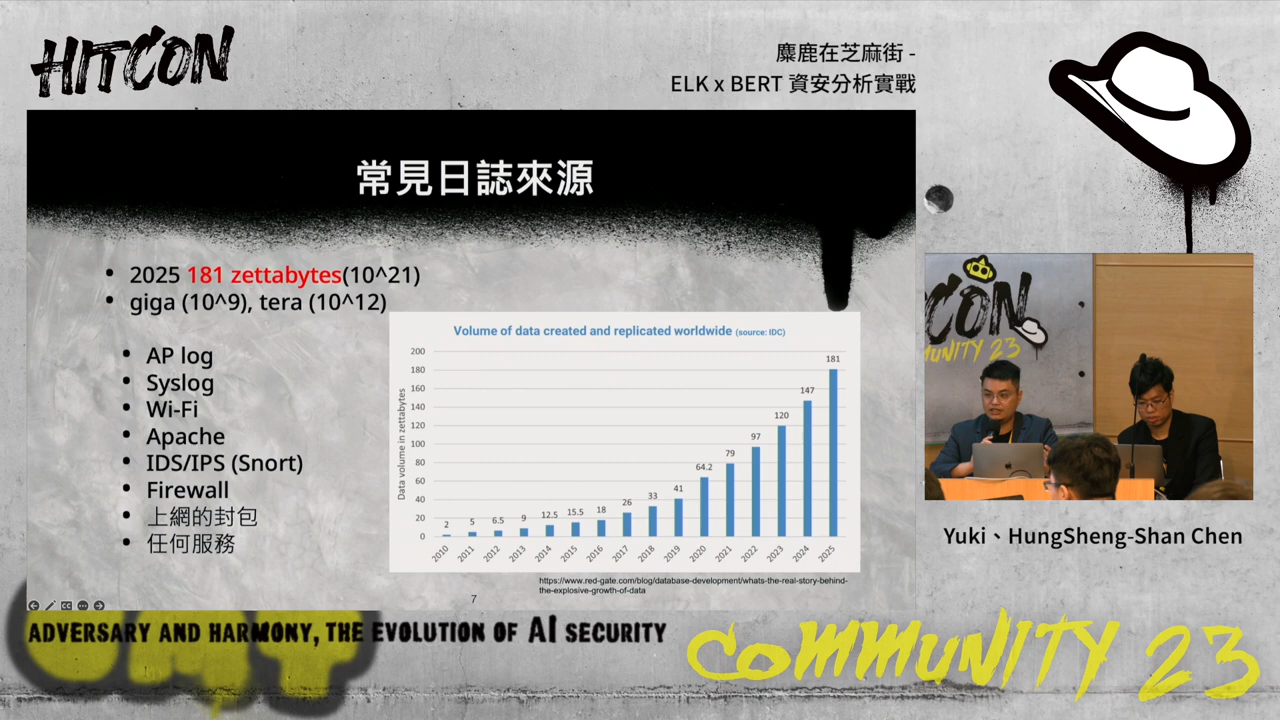 HITCON
麋鹿在芝麻街 -
ELK x BERT 資安分析實戰
常見日誌來源
• 2025 181 zettabytes(10^21)
• giga (10^9), tera (10^12)
• AP log
• Syslog
• Wi-Fi
• Apache
• IDS/IPS (Snort)
• Firewall
• 上網的封包
• 任何服務
Volume of data created and replicated worldwide (source: IDC)
Data volume in zettabytes
200
180
160
140
120
100
80
60
40
20
0
2
5
6.5
9
12.5
15.5
18
26
33
41
64.2
79
97
120
147
181
2010
2011
2012
2013
2014
2015
2016
2017
2018
2019
2020
2021
2022
2023
2024
2025
https://www.red-gate.com/blog/database-development/whats-the-real-story-behind-
the-explosive-growth-of-data
7
CON
MUNITY 23
Yuki、HungSheng-Shan Chen
ADVERSARY AND HARMONY, THE EVOLUTION OF AI SECURITY
COMMUNITY 23